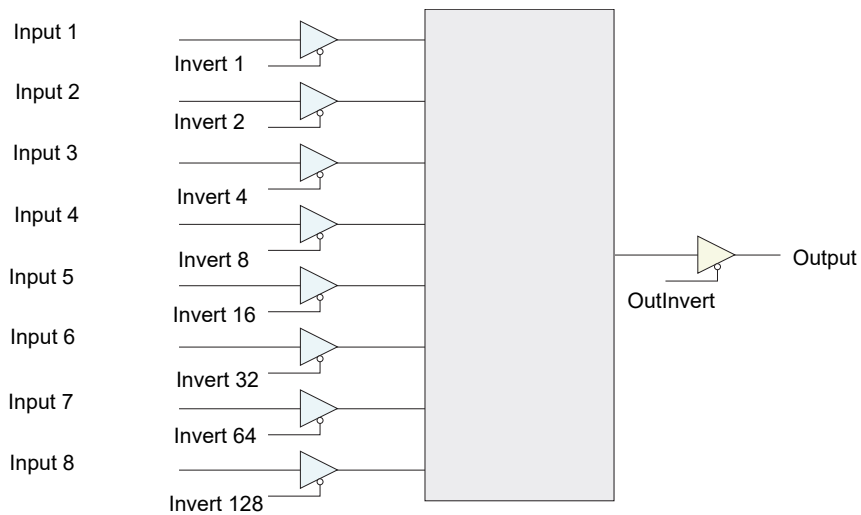 Input 1
Invert 1
Input 2
Invert 2
Input 3
Invert 4
Input 4
Invert 8
Input 5
Invert 16
Input 6
Invert 32
Input 7
Invert 64
Input 8
Invert 128
Output
OutInvert